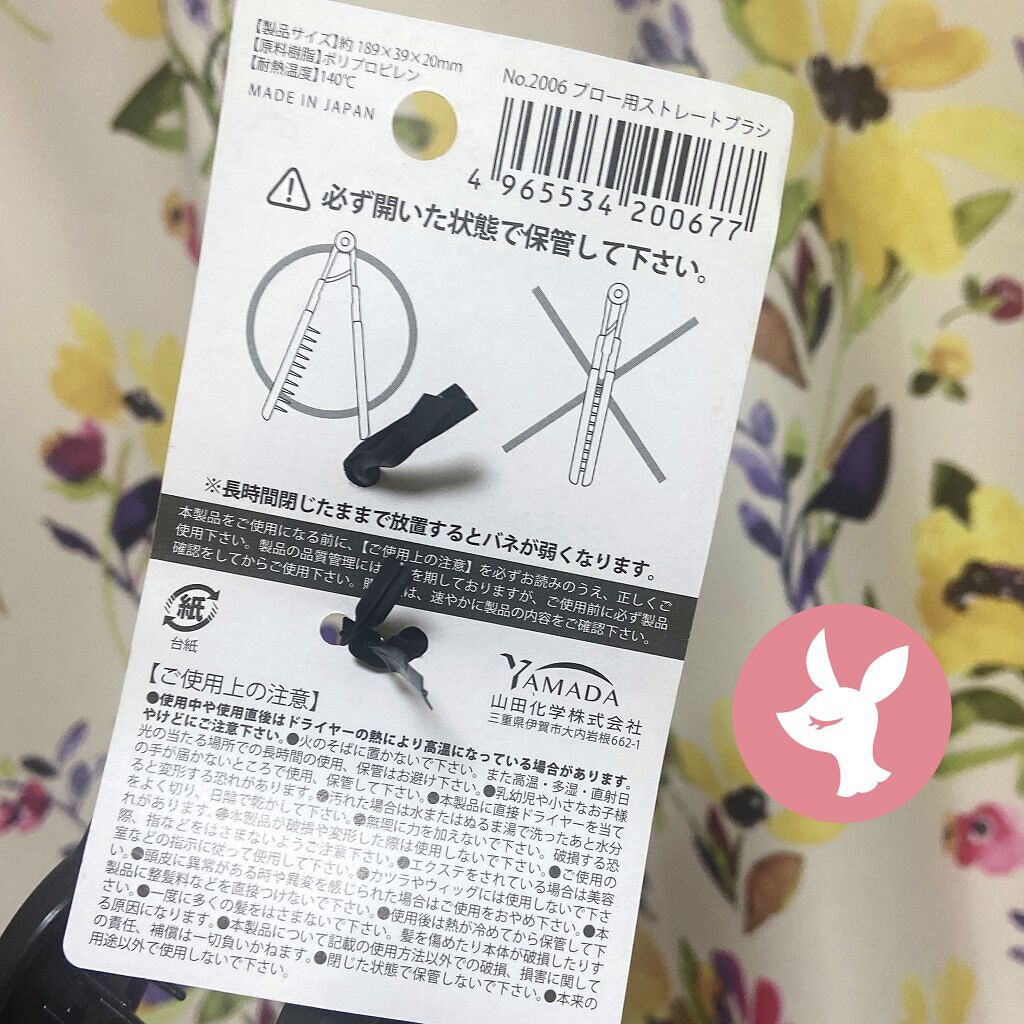 【製品サイズ】約 189×39×20mm
【原料樹脂】ポリプロピレン
【耐熱温度】140℃
MADE IN JAPAN
No.2006 ブロー用ストレートブラシ
4 965534 200677
必ず開いた状態で保管して下さい。
※長時間閉じたままで放置するとバネが弱くなります。
本製品をご使用になる前に、【ご使用上の注意】を必ずお読みのうえ、正しくご
使用下さい。製品の品質管理には を期しておりますが、ご使用前に必ず製品
確認をしてからご使用下さい。 は、速やかに製品の内容をご確認下さい。
紙
台紙
YAMADA
山田化学株式会社
三重県伊賀市大内岩根662-1
【ご使用上の注意】
●使用中や使用直後はドライヤーの熱により高温になっている場合があります。
やけどにご注意下さい。●火のそばに置かないで下さい。また高温・多湿・直射日
光の当たる場所での長時間の使用、保管はお避け下さい。●乳幼児や小さなお子様
の手が届かないところで使用、保管して下さい。●本製品に直接ドライヤーを当て
ると変形する恐れがあります。●汚れた場合は水またはぬるま湯で洗ったあと水分
をよく切り、日陰で乾かして下さい。●無理に力を加えないで下さい。破損する恐
れがあります。●本製品が破損や変形した際は使用しないで下さい。●ご使用の
際、指などをはさまないようご注意下さい。●エクステをされている場合は美容
室などの指示に従って使用して下さい。●カツラやウィッグには使用しないで下さ
い。●頭皮に異常がある時や異変を感じられた場合はご使用をおやめ下さい。●本
製品に整髪料などを直接つけないで下さい。●使用後は熱が冷めてから保管して下
さい。●一度に多くの髪をはさまないで下さい。髪を傷めたり本体が破損したりす
る原因になります。●本製品について記載の使用方法以外での破損、損害に関して
の責任、補償は一切負いかねます。●閉じた状態で保管しないで下さい。●本来の
用途以外で使用しないで下さい。